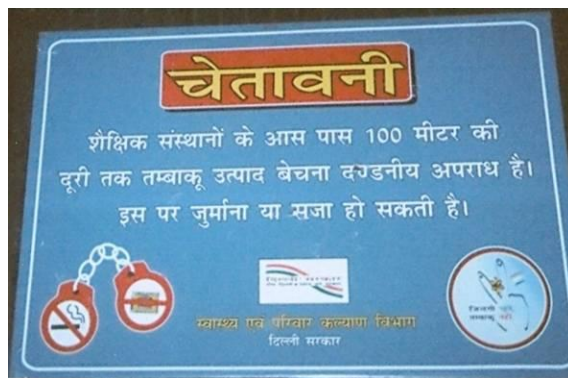 चेतावनी
शैक्षिक संस्थानों के आस पास 100 मीटर की
दूरी तक तम्बाकू उत्पाद बेचना दण्डनीय अपराध है।
इस पर जुर्माना या सजा हो सकती है।
स्वास्थ्य एवं परिवार कल्याण विभाग
दिल्ली सरकार